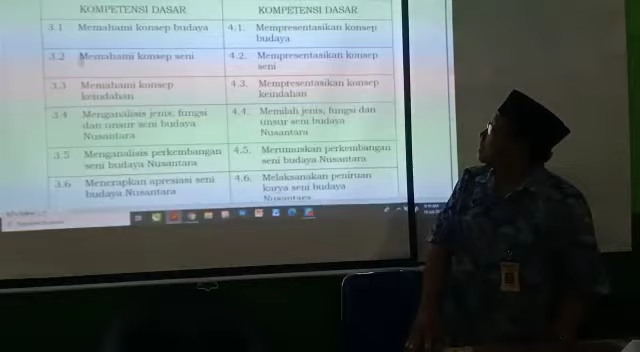 KOMPETENSI DASAR KOMPETENSI DASAR
3.1 Memahami konsep budaya
4.1. Mempresentasikan konsep
budaya
3.2 Memahami konsep seni
4.2. Mempresentasikan konsep
seni
3.3 Memahami konsep
keindahan
4.3. Mempresentasikan konsep
keindahan
3.4 Menganalisis jenis, fungsi
dan unsur seni budaya
Nusantara
4.4. Memilah jenis, fungsi dan
unsur seni budaya
Nusantara
3.5 Menganalisis perkembangan
seni budaya Nusantara
4.5. Merumuskan perkembangan
seni budaya Nusantara
3.6 Menerapkan apresiasi seni
budaya Nusantara
4.6. Melaksanakan peniruan
karya seni budaya
Nusantara